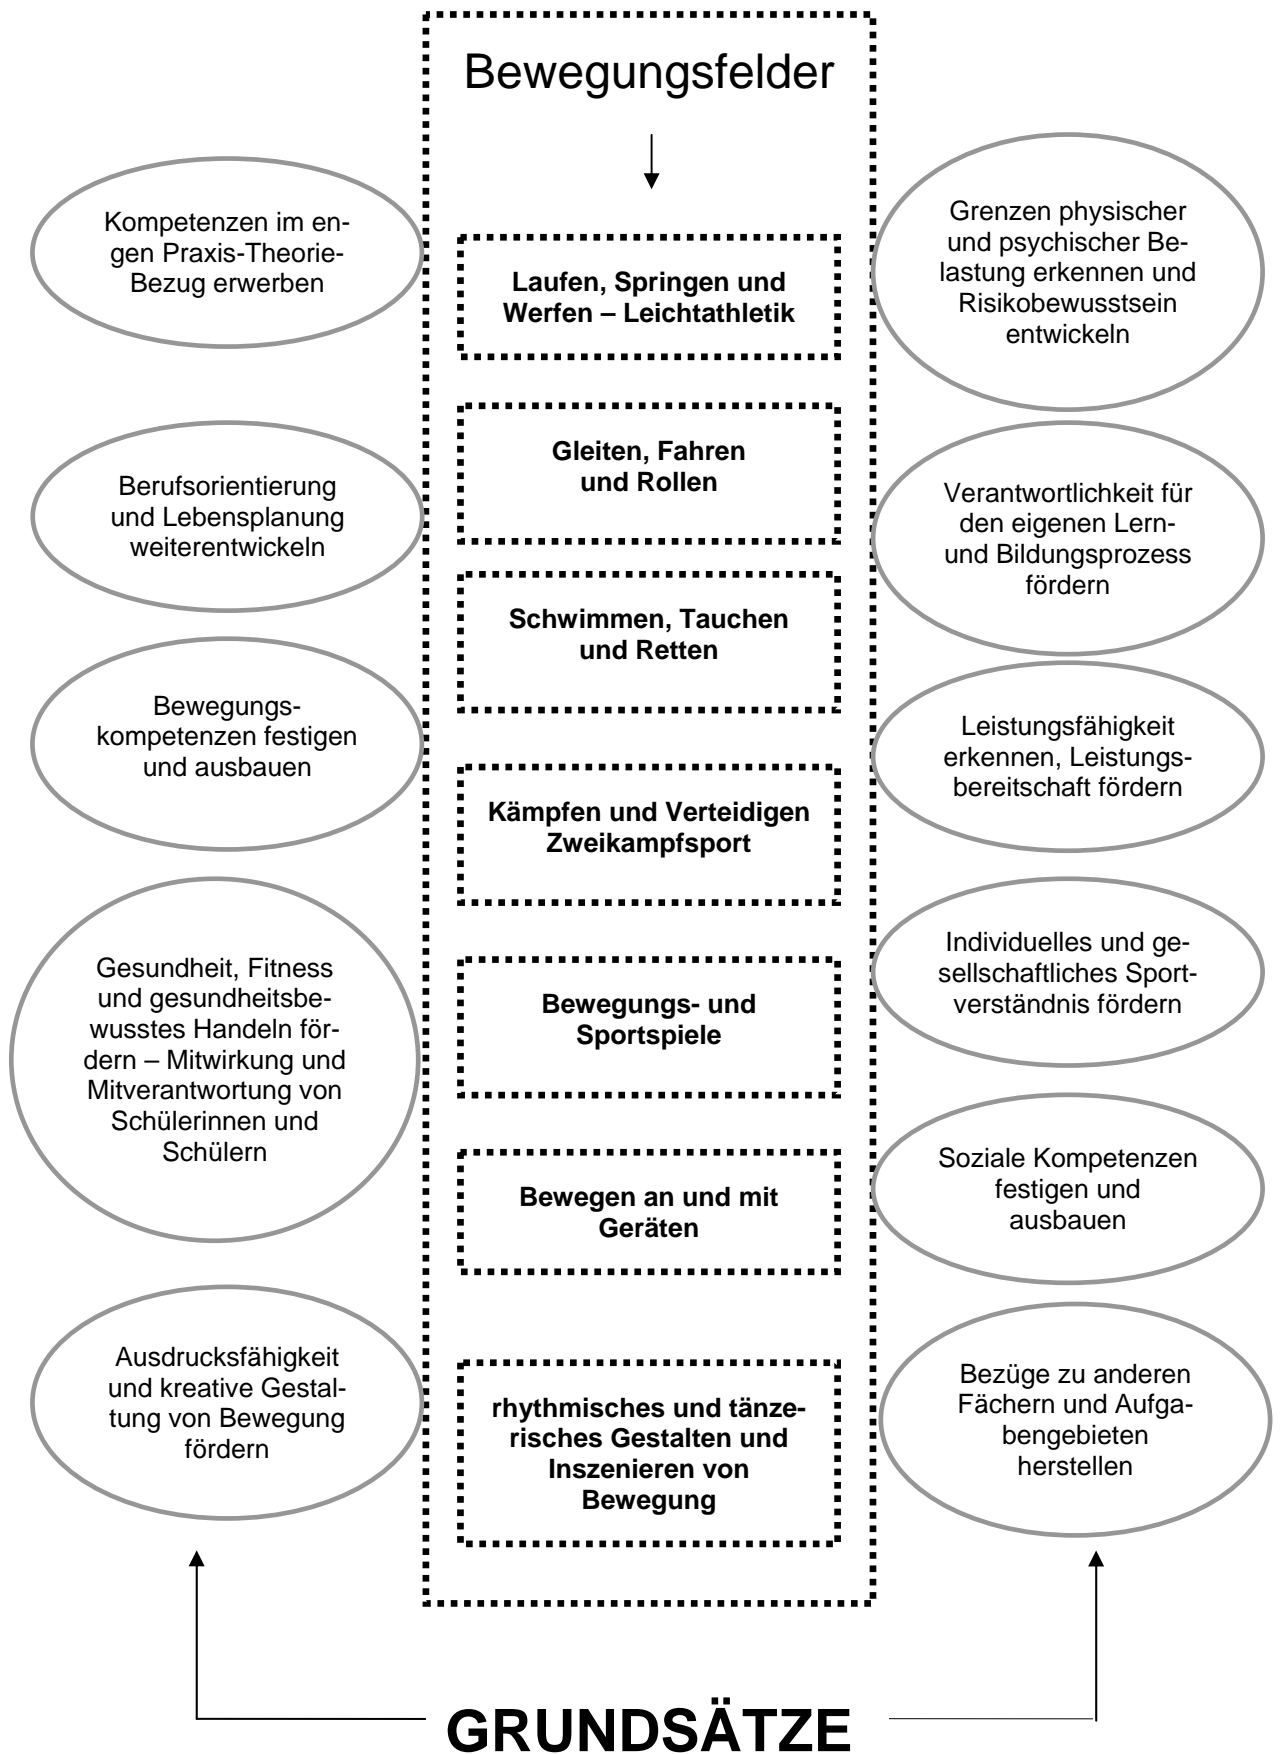 Bewegungsfelder
Kompetenzen im en-
gen Praxis-Theorie-
Bezug erwerben
Berufsorientierung
und Lebensplanung
weiterentwickeln
Bewegungs-
kompetenzen festigen
und ausbauen
Gesundheit, Fitness
und gesundheitsbe-
wusstes Handeln för-
dern – Mitwirkung und
Mitverantwortung von
Schülerinnen und
Schülern
Ausdrucksfähigkeit
und kreative Gestal-
tung von Bewegung
fördern
Laufen, Springen und
Werfen – Leichtathletik
Gleiten, Fahren
und Rollen
Schwimmen, Tauchen
und Retten
Kämpfen und Verteidigen
Zweikampfsport
Bewegungs- und
Sportspiele
Bewegen an und mit
Geräten
rhythmisches und tänze-
risches Gestalten und
Inszenieren von
Bewegung
Grenzen physischer
und psychischer Be-
lastung erkennen und
Risikobewusstsein
entwickeln
Verantwortlichkeit für
den eigenen Lern-
und Bildungsprozess
fördern
Leistungsfähigkeit
erkennen, Leistungs-
bereitschaft fördern
Individuelles und ge-
sellschaftliches Sport-
verständnis fördern
Soziale Kompetenzen
festigen und
ausbauen
Bezüge zu anderen
Fächern und Aufga-
bengebieten
herstellen
GRUNDSÄTZE